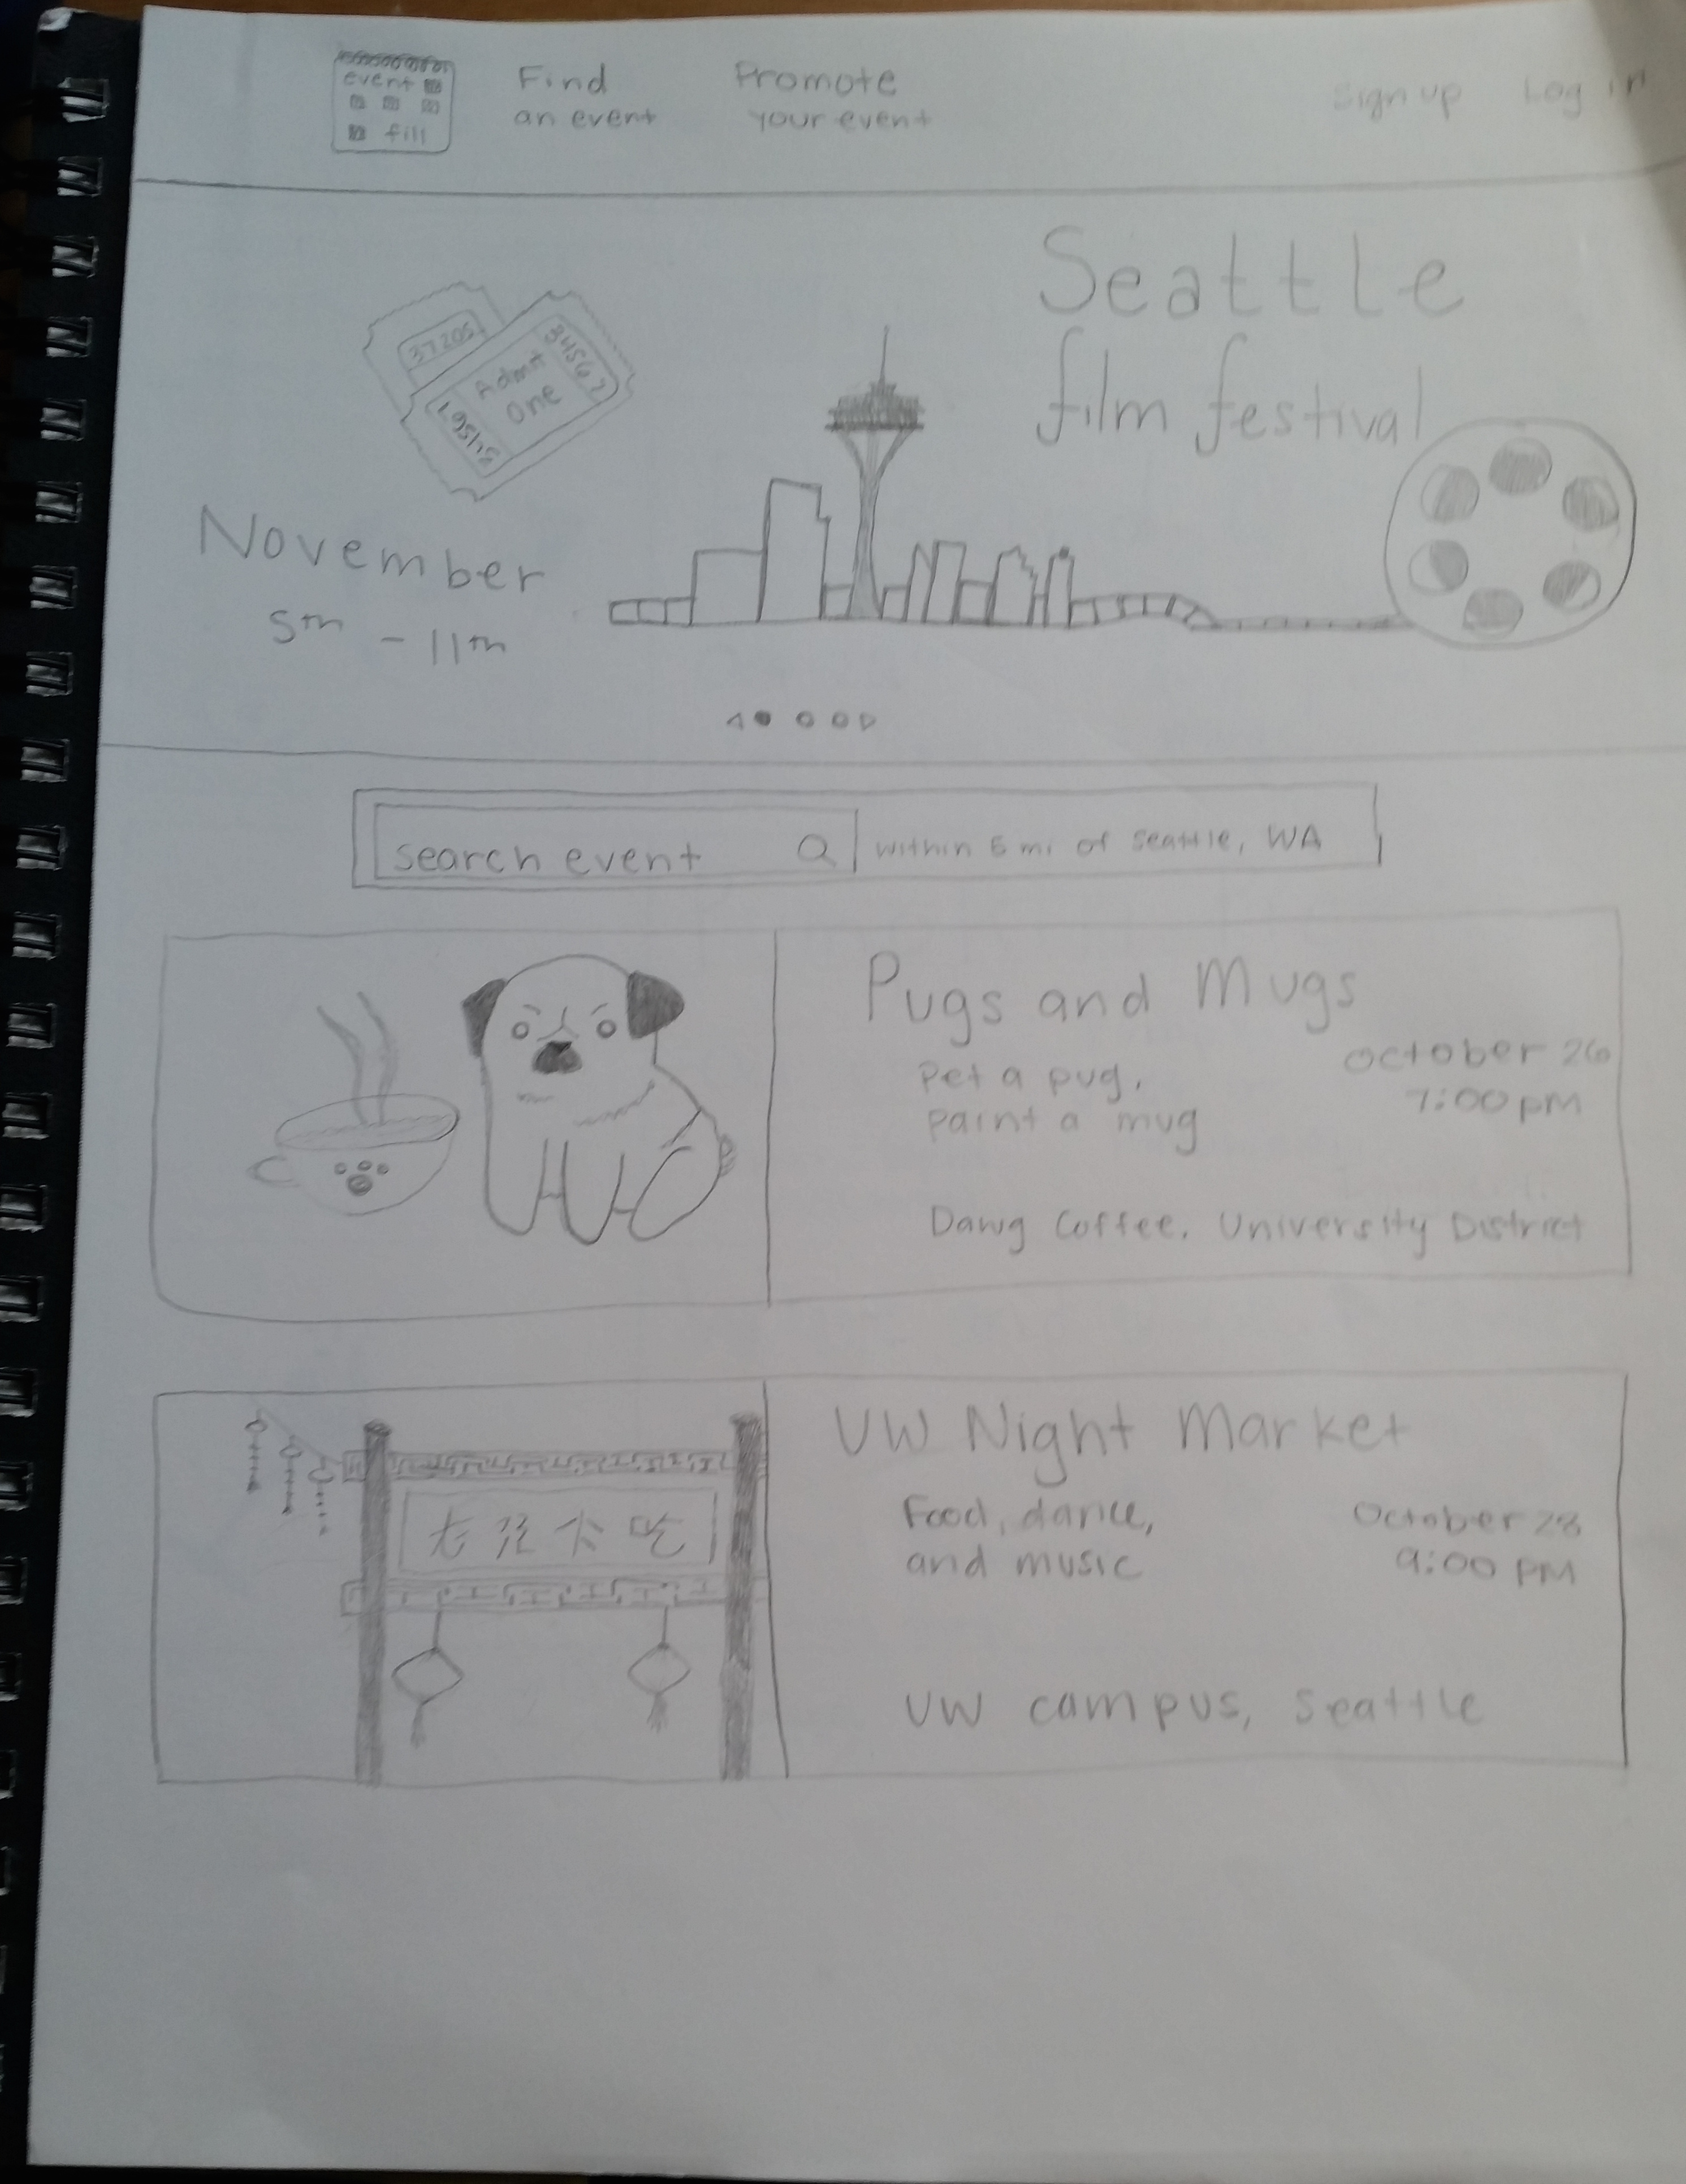 event
fill
Find
an event
Promote
your event
Sign up
Log in
Seattle
film festival
37205
Admit
One
34562
November
5th - 11th
search event
within 5 mi of Seattle, WA
Pugs and Mugs
Pet a pug,
paint a mug
October 26
7:00 pm
Dawg Coffee, University District
UW Night Market
Food, dance,
and music
October 28
9:00 PM
UW campus, Seattle